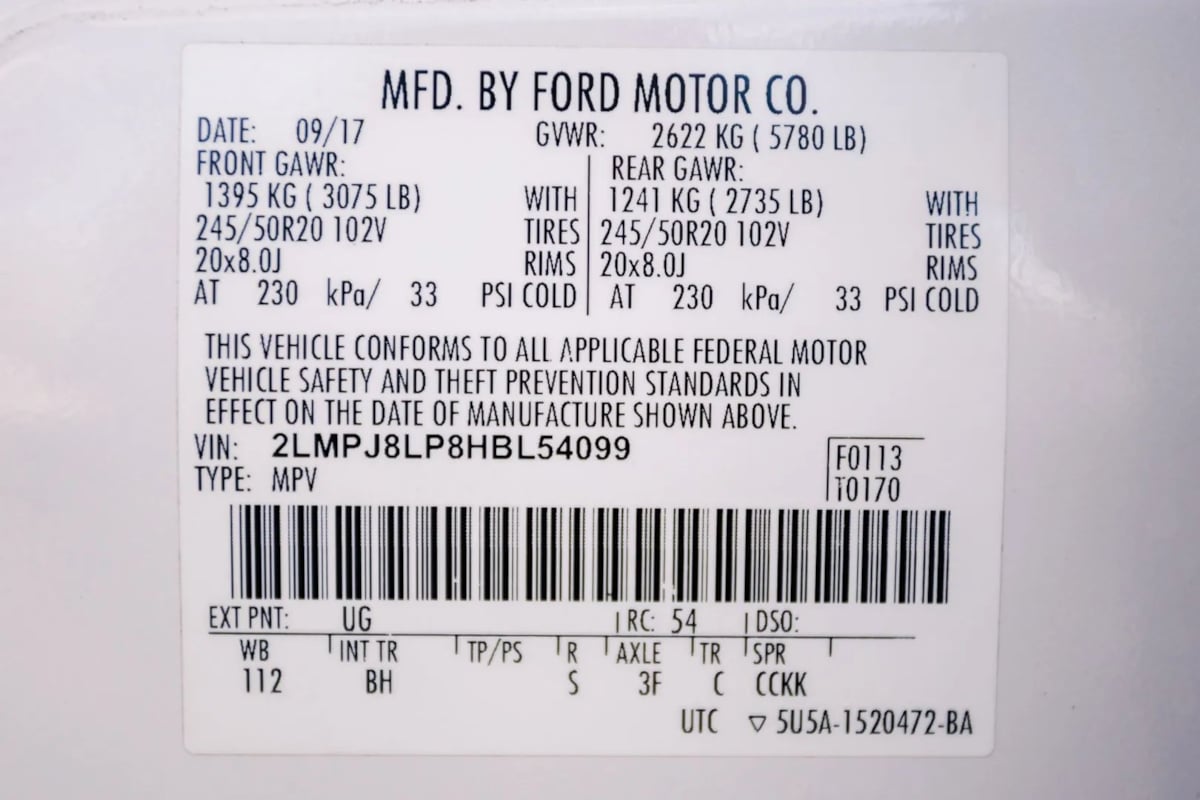 MFD. BY FORD MOTOR CO.
DATE: 09/17 GVWR: 2622 KG ( 5780 LB)
FRONT GAWR: REAR GAWR:
1395 KG ( 3075 LB) WITH 1241 KG ( 2735 LB) WITH
245/50R20 102V TIRES 245/50R20 102V TIRES
20x8.0J RIMS 20x8.0J RIMS
AT 230 kPa/ 33 PSI COLD AT 230 kPa/ 33 PSI COLD
THIS VEHICLE CONFORMS TO ALL APPLICABLE FEDERAL MOTOR
VEHICLE SAFETY AND THEFT PREVENTION STANDARDS IN
EFFECT ON THE DATE OF MANUFACTURE SHOWN ABOVE.
VIN: 2LMPJ8LP8HBL54099 F0113
TYPE: MPV T0170
EXT PNT: UG RC: 54 DSO:
WB INT TR TP/PS R AXLE TR SPR
112 BH S 3F C CCKK
UTC ▽ 5U5A-1520472-BA